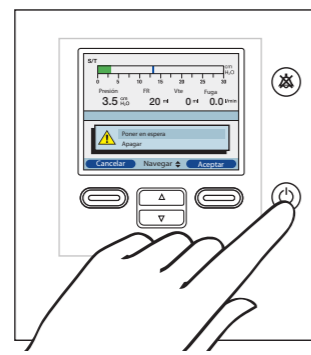 S/T
cm
H₂O
0 5 10 15 20 25 30
Presión FR Vte Fuga
3.5 cm H₂O 20 ml 0 ml 0.0 l/min
Poner en espera
Apagar
Cancelar Navegar Aceptar